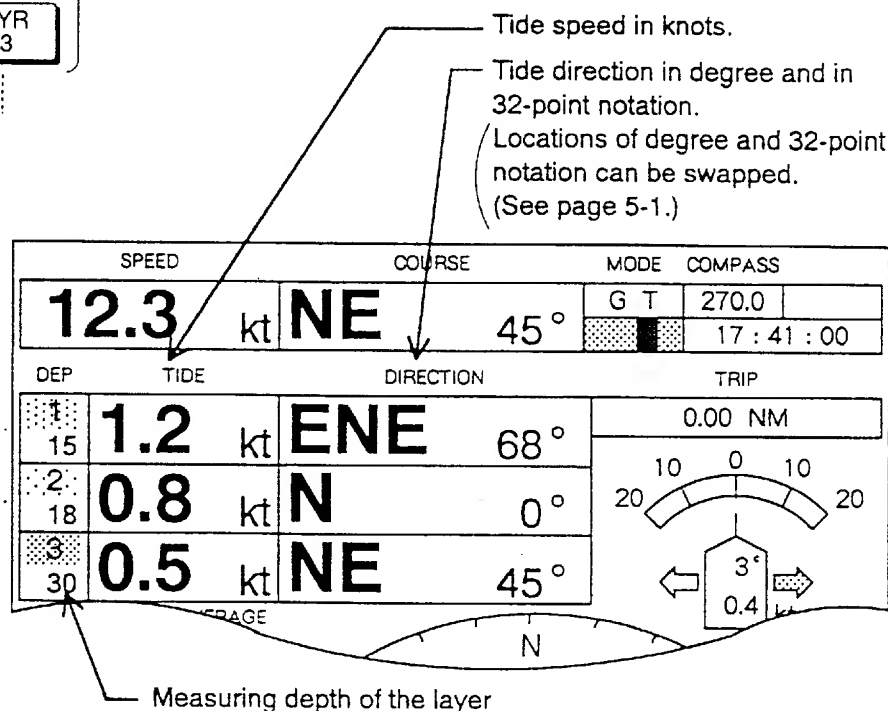 YR
3
Tide speed in knots.
Tide direction in degree and in
32-point notation.
Locations of degree and 32-point
notation can be swapped.
(See page 5-1.)
SPEED COURSE MODE COMPASS
12.3 kt NE 45° G T 270.0
17 : 41 : 00
DEP TIDE DIRECTION TRIP
1 15 1.2 kt ENE 68° 0.00 NM
2 18 0.8 kt N 0° 20 10 0 10 20
3 30 0.5 kt NE 45° 3°
0.4 kt
N
Measuring depth of the layer